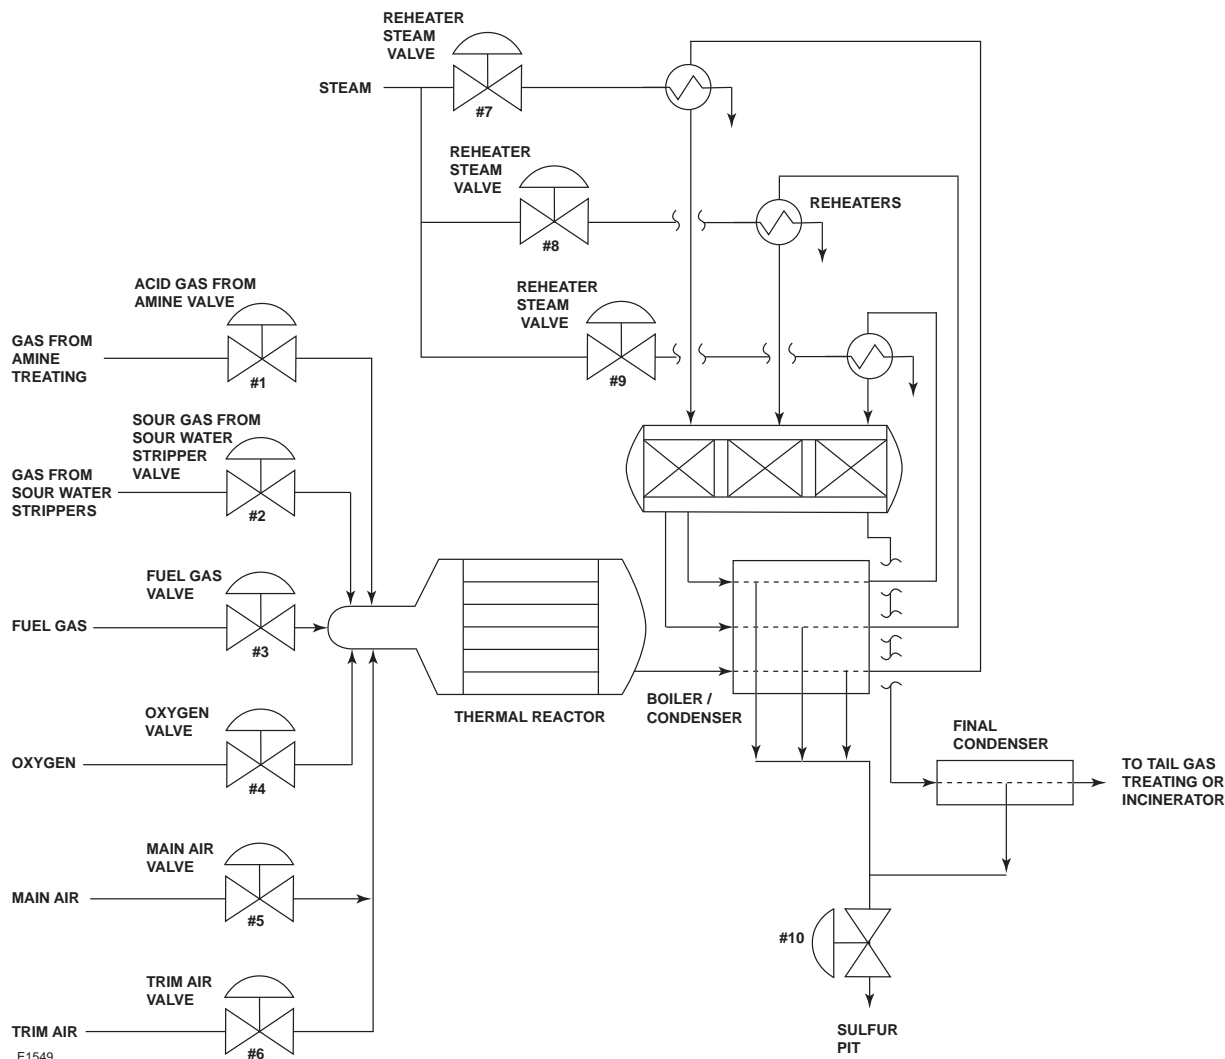 REHEATER
STEAM
VALVE
STEAM
#7
REHEATER
STEAM
VALVE
#8
REHEATERS
REHEATER
STEAM
VALVE
#9
ACID GAS FROM
AMINE VALVE
GAS FROM
AMINE
TREATING
#1
SOUR GAS FROM
SOUR WATER
STRIPPER
VALVE
GAS FROM
SOUR WATER
STRIPPERS
#2
FUEL GAS
VALVE
FUEL GAS
#3
OXYGEN
VALVE
OXYGEN
#4
THERMAL REACTOR
BOILER /
CONDENSER
FINAL
CONDENSER
TO TAIL GAS
TREATING OR
INCINERATOR
MAIN AIR
VALVE
MAIN AIR
#5
#10
TRIM AIR
VALVE
TRIM AIR
#6
SULFUR
PIT
E1549